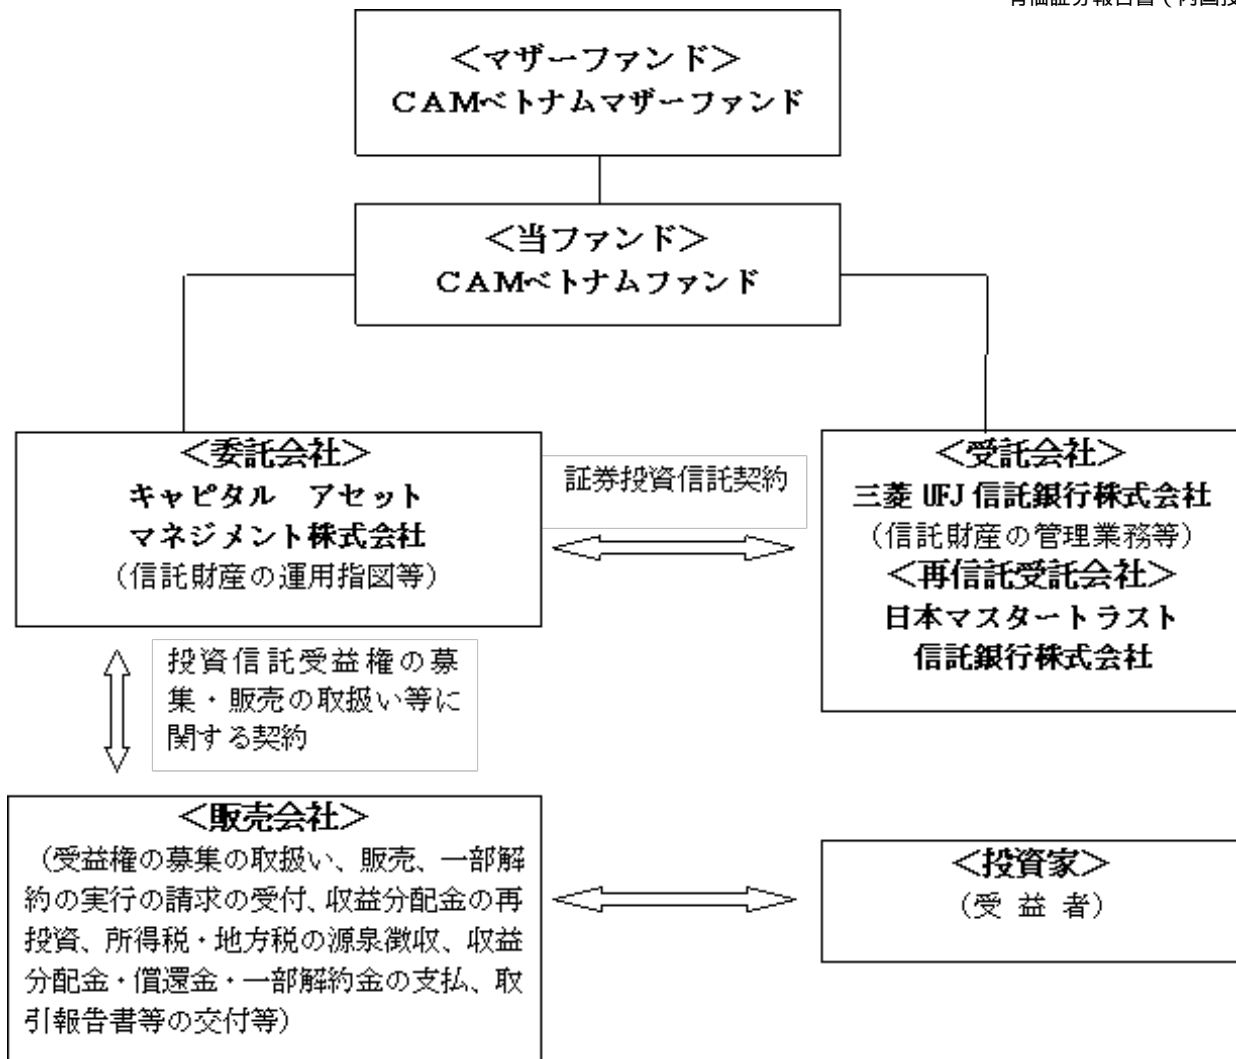 有価証券報告書（内国投
＜マザーファンド＞
ＣＡＭベトナムマザーファンド
＜当ファンド＞
ＣＡＭベトナムファンド
＜委託会社＞
キャピタル　アセット
マネジメント株式会社
（信託財産の運用指図等）
証券投資信託契約
＜受託会社＞
三菱 UFJ 信託銀行株式会社
（信託財産の管理業務等）
＜再信託受託会社＞
日本マスタートラスト
信託銀行株式会社
投資信託受益権の募
集・販売の取扱い等に
関する契約
＜販売会社＞
（受益権の募集の取扱い、販売、一部解
約の実行の請求の受付、収益分配金の再
投資、所得税・地方税の源泉徴収、収益
分配金・償還金・一部解約金の支払、取
引報告書等の交付等）
＜投資家＞
（受 益 者）